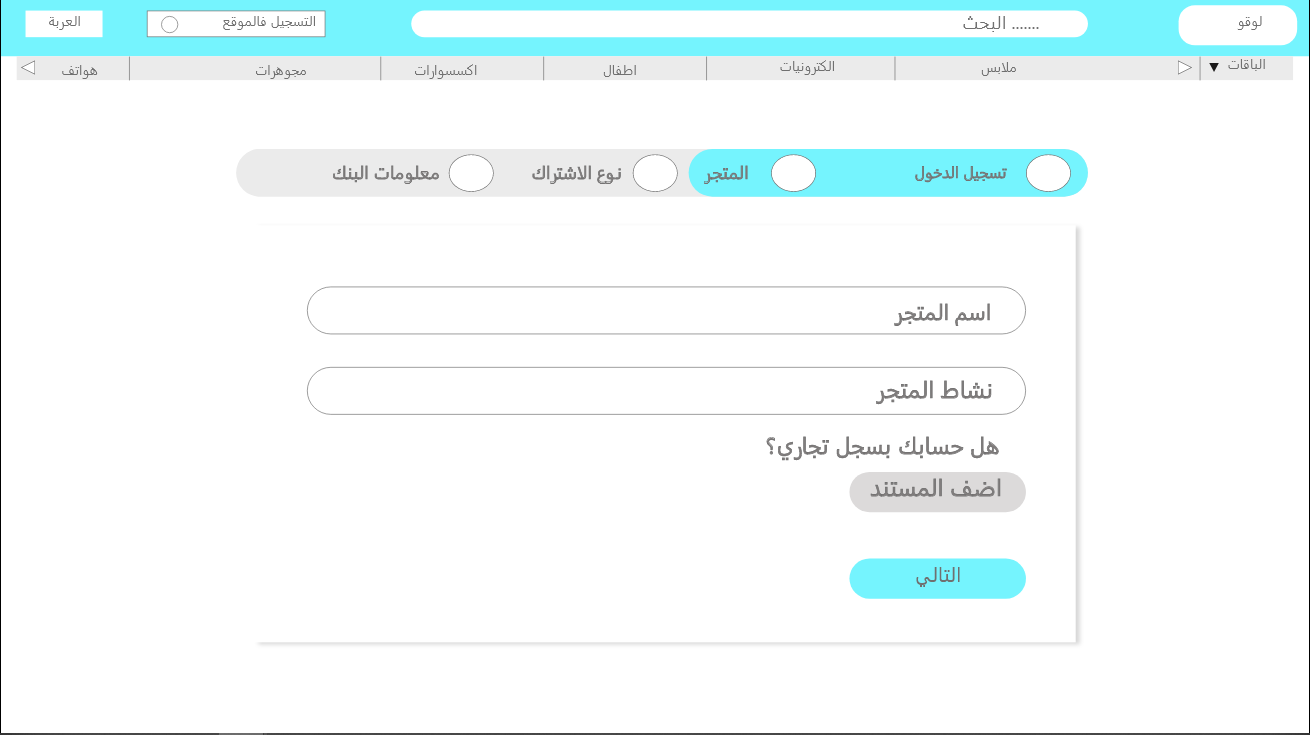 لوقو
....... البحث
التسجيل فالموقع
العربة
الباقات
ملابس
الكترونيات
اطفال
اكسسوارات
مجوهرات
هواتف
تسجيل الدخول
المتجر
نوع الاشتراك
معلومات البنك
اسم المتجر
نشاط المتجر
هل حسابك بسجل تجاري؟
اضف المستند
التالي